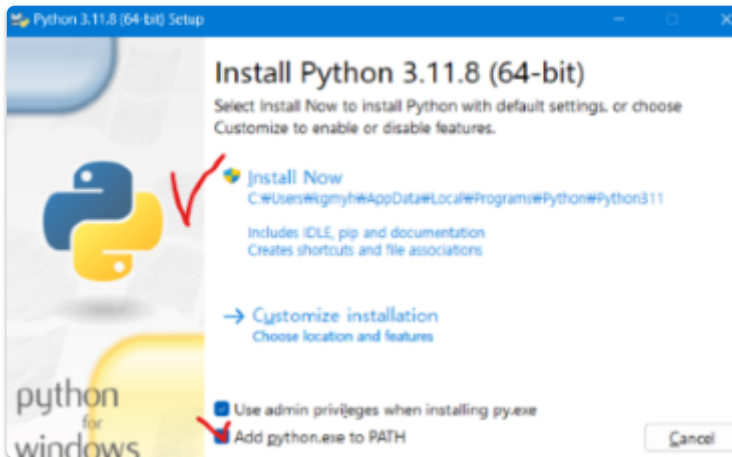 Python 3.11.8 (64-bit) Setup
Install Python 3.11.8 (64-bit)
Select Install Now to install Python with default settings, or choose
Customize to enable or disable features.
Install Now
C:₩Users₩kgmyh₩AppData₩Local₩Programs₩Python₩Python311
Includes IDLE, pip and documentation
Creates shortcuts and file associations
Customize installation
Choose location and features
python
for
windows
Use admin privileges when installing py.exe
Add python.exe to PATH
Cancel